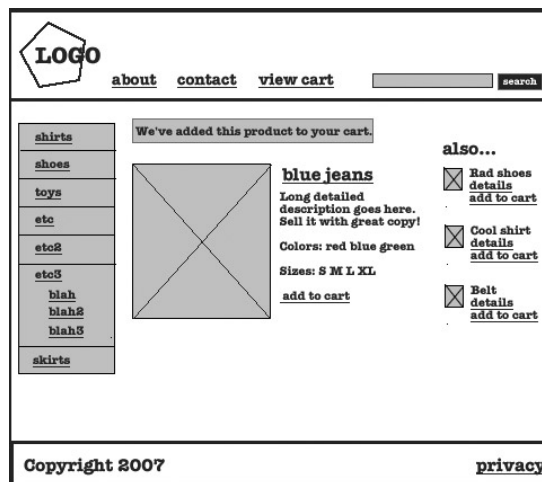 LOGO
about contact view cart search
shirts
shoes
toys
etc
etc2
etc3
blah
blah2
blah3
skirts
We've added this product to your cart.
blue jeans
Long detailed
description goes here.
Sell it with great copy!
Colors: red blue green
Sizes: S M L XL
add to cart
also...
Rad shoes
details
add to cart
Cool shirt
details
add to cart
Belt
details
add to cart
Copyright 2007 privacy